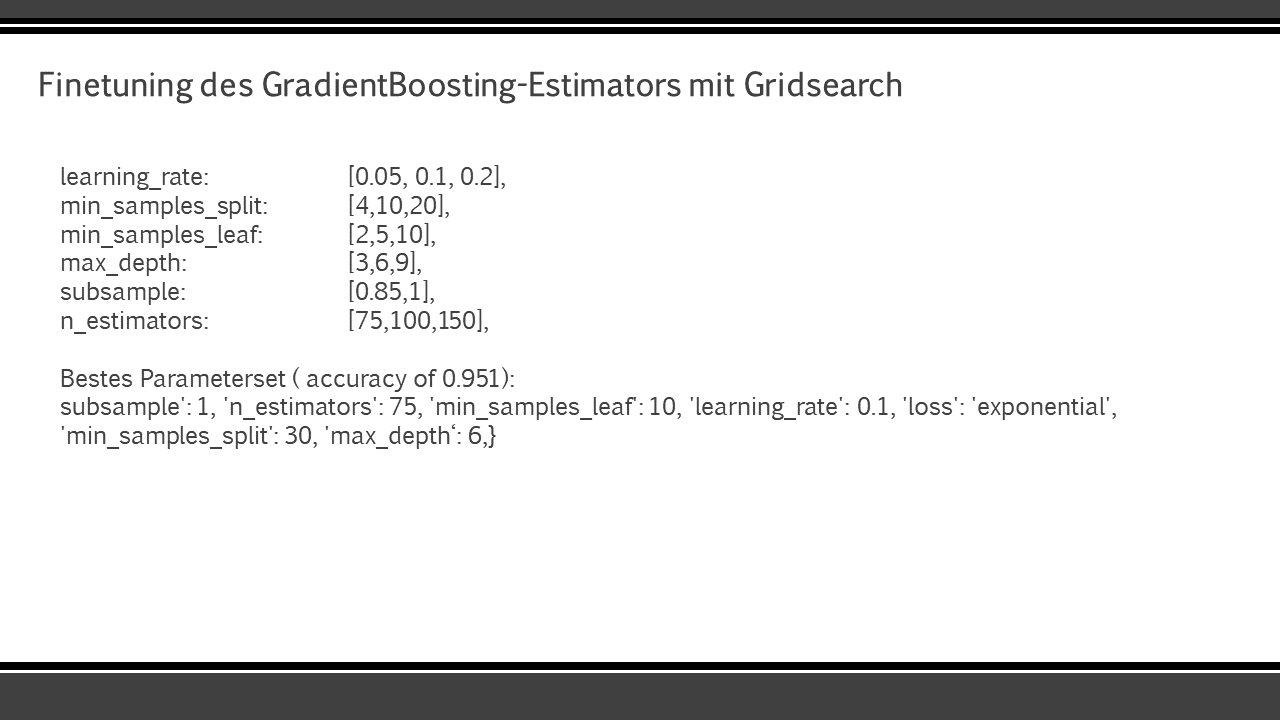 Finetuning des GradientBoosting-Estimators mit Gridsearch
learning_rate: [0.05, 0.1, 0.2],
min_samples_split: [4,10,20],
min_samples_leaf: [2,5,10],
max_depth: [3,6,9],
subsample: [0.85,1],
n_estimators: [75,100,150],
Bestes Parameterset ( accuracy of 0.951):
subsample': 1, 'n_estimators': 75, 'min_samples_leaf': 10, 'learning_rate': 0.1, 'loss': 'exponential',
'min_samples_split': 30, 'max_depth‘: 6,}